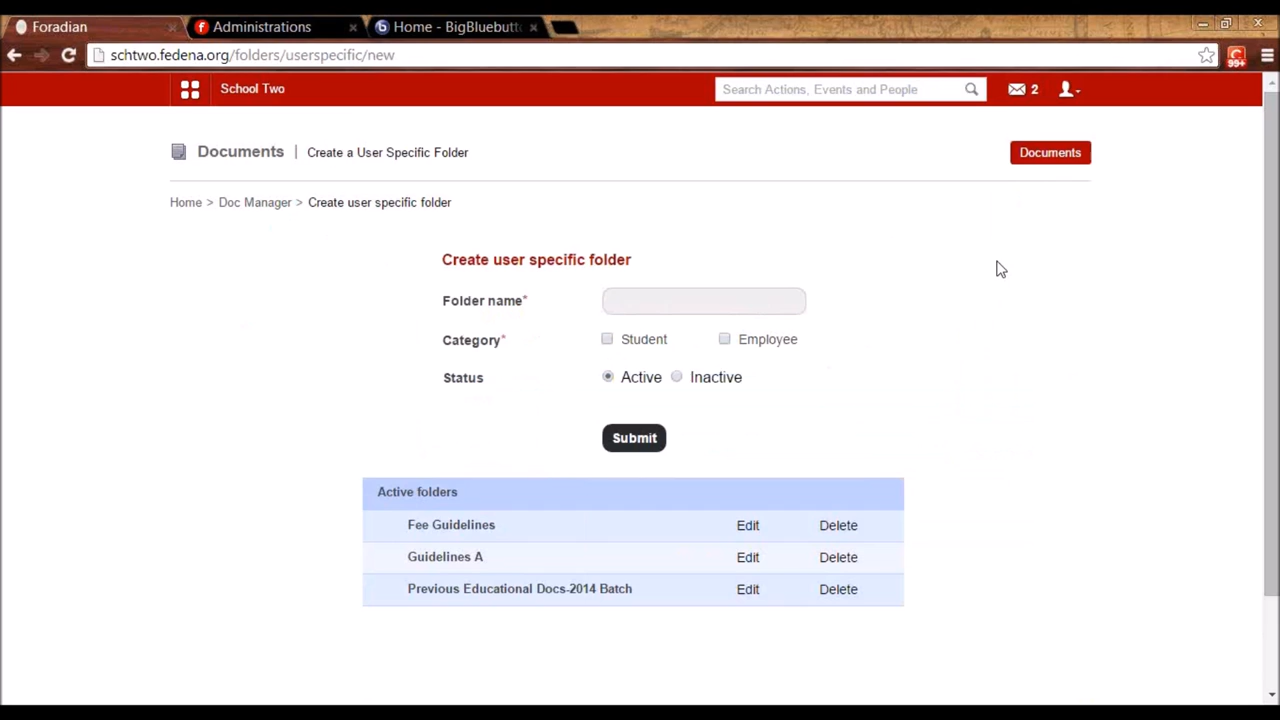 Foradian
Administrations
Home - BigBluebutto
schtwo.fedena.org/folders/userspecific/new
99+
School Two
Search Actions, Events and People
2
Documents | Create a User Specific Folder
Documents
Home > Doc Manager > Create user specific folder
Create user specific folder
Folder name*
Category*
Student
Employee
Status
Active
Inactive
Submit
Active folders
Fee Guidelines Edit Delete
Guidelines A Edit Delete
Previous Educational Docs-2014 Batch Edit Delete